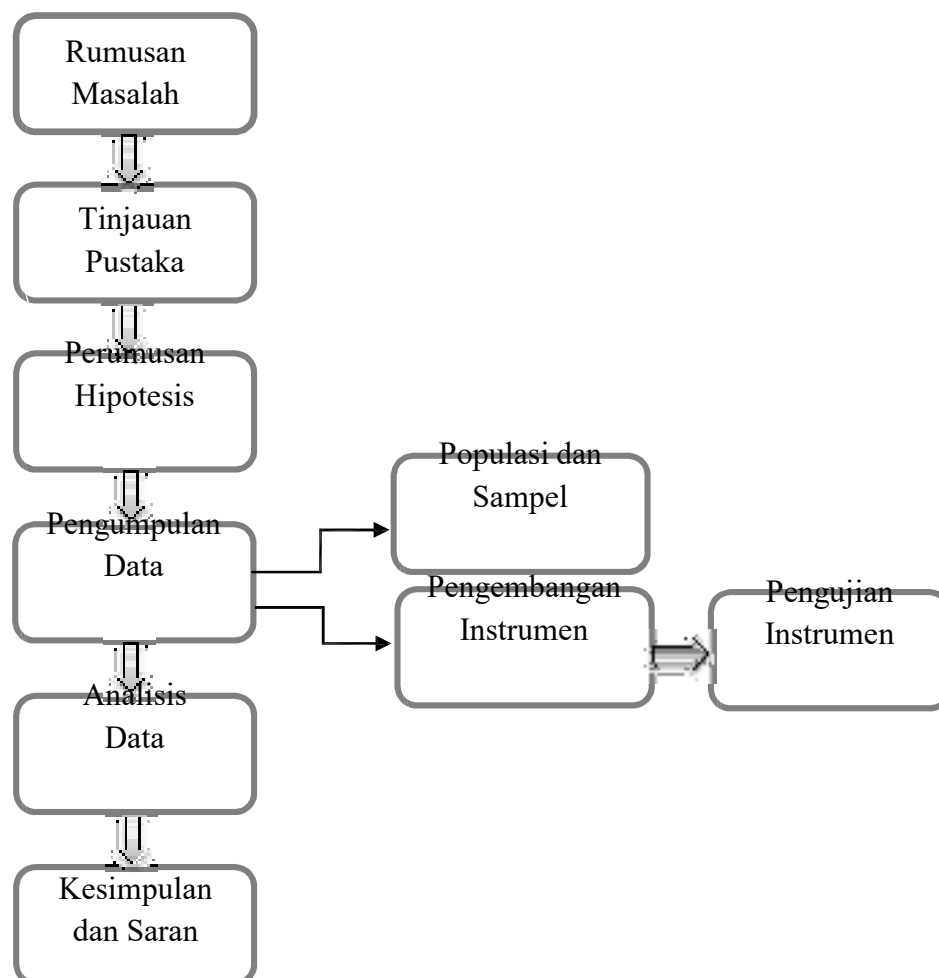 Rumusan
Masalah
Tinjauan
Pustaka
Perumusan
Hipotesis
Pengumpulan
Data
Populasi dan
Sampel
Pengembangan
Instrumen
Pengujian
Instrumen
Analisis
Data
Kesimpulan
dan Saran